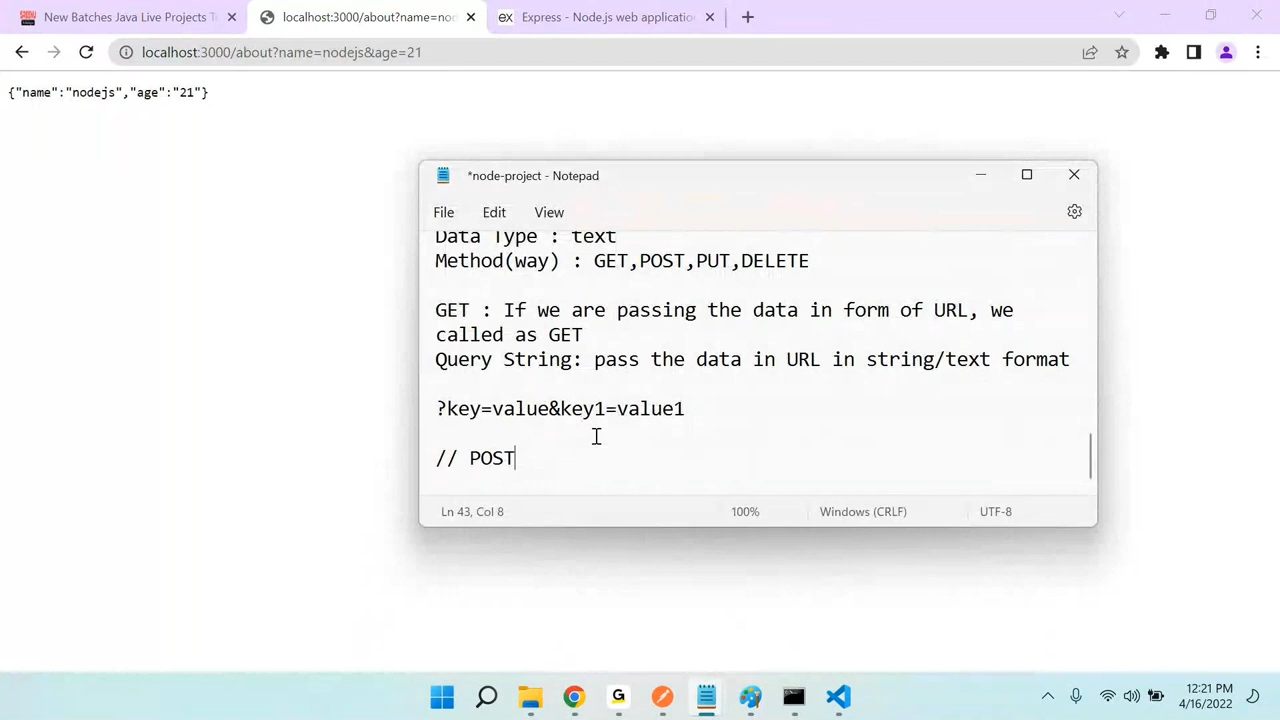 New Batches Java Live Projects T
localhost:3000/about?name=nod
Express - Node.js web application
localhost:3000/about?name=nodejs&age=21
{"name":"nodejs","age":"21"}
*node-project - Notepad
File Edit View
Data Type : text
Method(way) : GET,POST,PUT,DELETE
GET : If we are passing the data in form of URL, we
called as GET
Query String: pass the data in URL in string/text format
?key=value&key1=value1
// POST
Ln 43, Col 8 100% Windows (CRLF) UTF-8
12:21 PM
4/16/2022